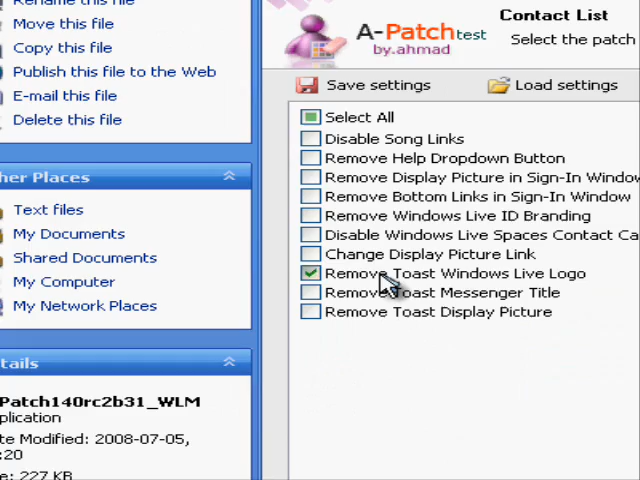 Rename this file
Move this file
Copy this file
Publish this file to the Web
E-mail this file
Delete this file
her Places
Text files
My Documents
Shared Documents
My Computer
My Network Places
tails
Patch140rc2b31_WLM
plication
te Modified: 2008-07-05,
:20
e: 227 KB
A-Patch test
by.ahmad
Contact List
Select the patch
Save settings
Load settings
Select All
Disable Song Links
Remove Help Dropdown Button
Remove Display Picture in Sign-In Window
Remove Bottom Links in Sign-In Window
Remove Windows Live ID Branding
Disable Windows Live Spaces Contact Ca
Change Display Picture Link
Remove Toast Windows Live Logo
Remove Toast Messenger Title
Remove Toast Display Picture